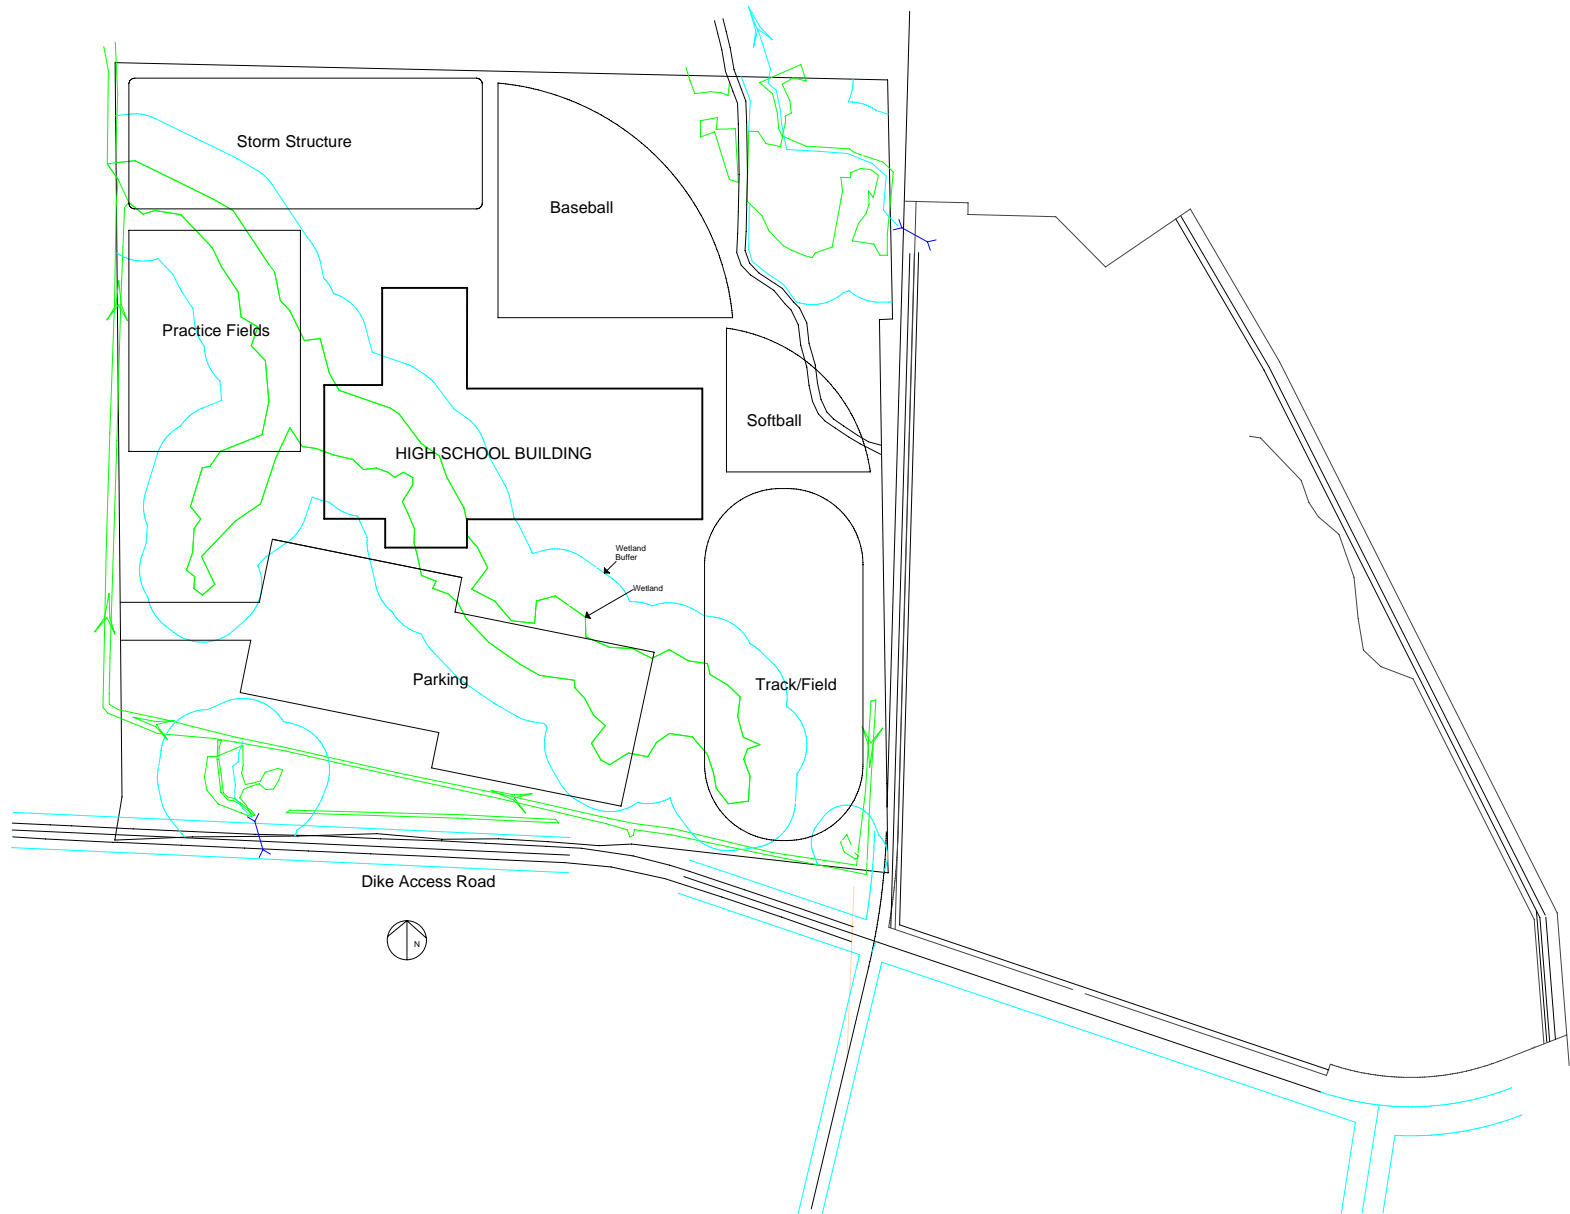 Storm Structure
Baseball
Practice Fields
Softball
HIGH SCHOOL BUILDING
Wetland
Buffer
Wetland
Parking
Track/Field
Dike Access Road
N